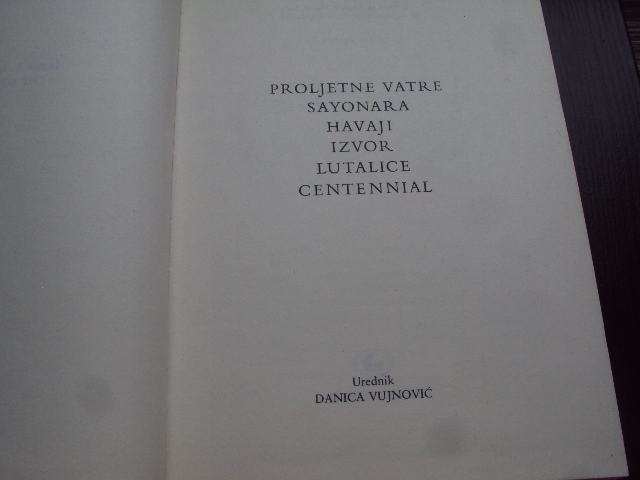 PROLJETNE VATRE
SAYONARA
HAVAJI
IZVOR
LUTALICE
CENTENNIAL
Urednik
DANICA VUJNOVIĆ